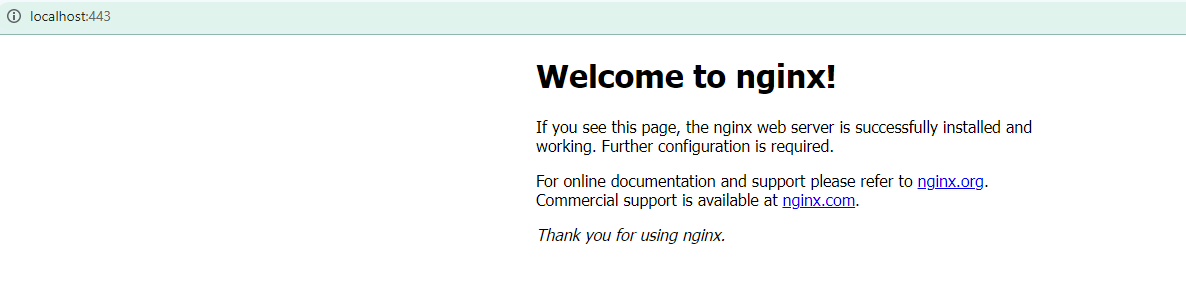 localhost:443
Welcome to nginx!
If you see this page, the nginx web server is successfully installed and
working. Further configuration is required.
For online documentation and support please refer to nginx.org.
Commercial support is available at nginx.com.
Thank you for using nginx.